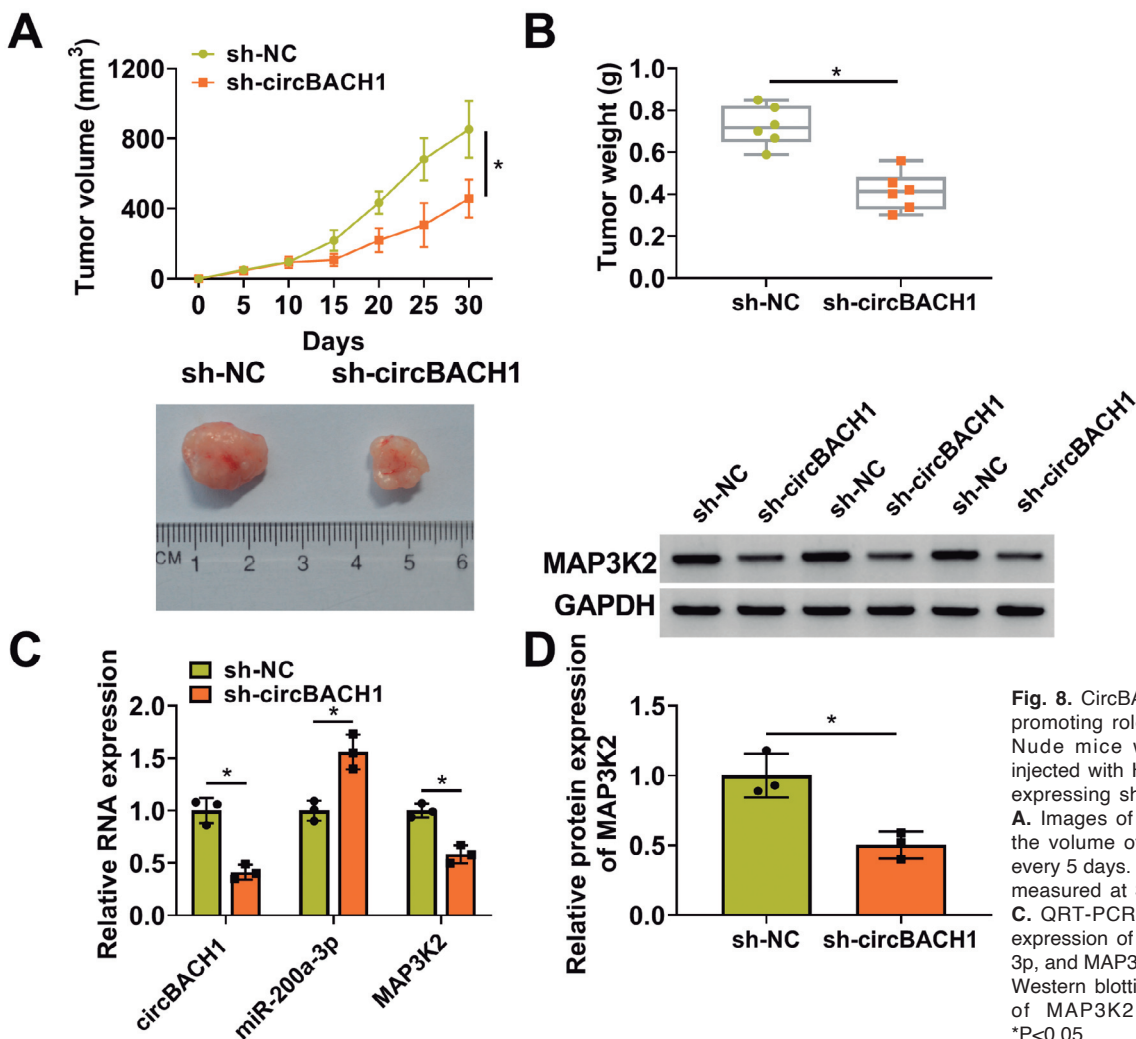 A
sh-NC
sh-circBACH1
Tumor volume (mm3)
1200
800
400
0
*
0 5 10 15 20 25 30
Days
sh-NC sh-circBACH1
CM 1 2 3 4 5 6
B
Tumor weight (g)
1.0
0.8
0.6
0.4
0.2
0.0
*
sh-NC sh-circBACH1
sh-NC sh-circBACH1 sh-NC sh-circBACH1 sh-NC sh-circBACH1
MAP3K2
GAPDH
C
sh-NC
sh-circBACH1
Relative RNA expression
2.0
1.5
1.0
0.5
0.0
* * *
circBACH1 miR-200a-3p MAP3K2
D
Relative protein expression
of MAP3K2
1.5
1.0
0.5
0.0
*
sh-NC sh-circBACH1
Fig. 8. CircBA
promoting rol
Nude mice
injected with
expressing sh
A. Images of
the volume o
every 5 days.
measured at
C. QRT-PCR
expression of
3p, and MAP3
Western blotti
of MAP3K2
*P<0.05